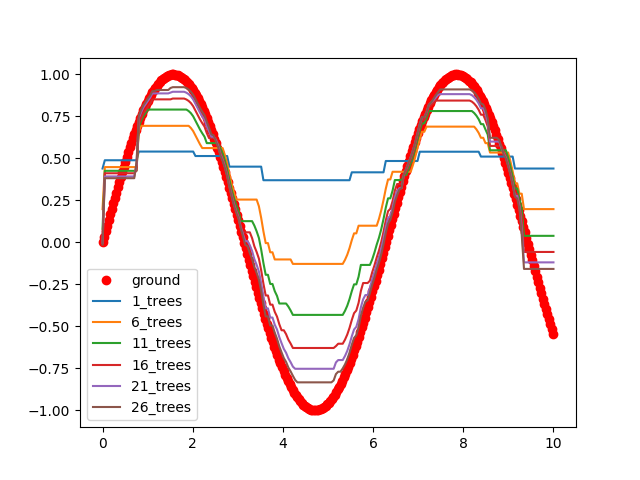 1.00
0.75
0.50
0.25
0.00
−0.25
−0.50
−0.75
−1.00
ground
1_trees
6_trees
11_trees
16_trees
21_trees
26_trees
0 2 4 6 8 10